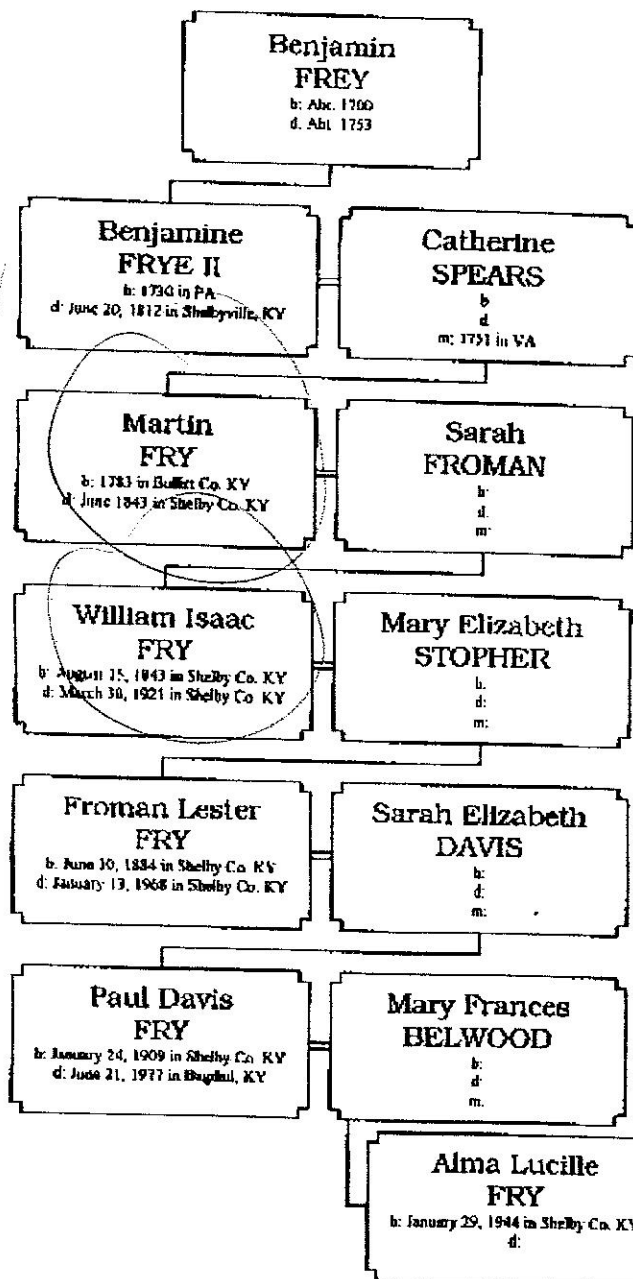 Benjamin
FREY
b: Abt. 1700
d. Abt 1753
Benjamine
FRYE II
b: 1730 in PA
d: June 20, 1812 in Shelbyville, KY
Catherine
SPEARS
b
d
m: 1751 in VA
Martin
FRY
b: 1783 in Bullitt Co. KY
d: June 1843 in Shelby Co. KY
Sarah
FROMAN
b:
d.
m:
William Isaac
FRY
b: August 15, 1843 in Shelby Co. KY
d: March 30, 1921 in Shelby Co. KY
Mary Elizabeth
STOPHER
b.
d:
m:
Froman Lester
FRY
b. June 10, 1884 in Shelby Co. KY
d: January 13, 1968 in Shelby Co. KY
Sarah Elizabeth
DAVIS
b:
d:
m:
Paul Davis
FRY
b: January 24, 1909 in Shelby Co. KY
d: June 21, 1977 in Bagdad, KY
Mary Frances
BELWOOD
b:
d:
m.
Alma Lucille
FRY
b: January 29, 1944 in Shelby Co. KY
d: